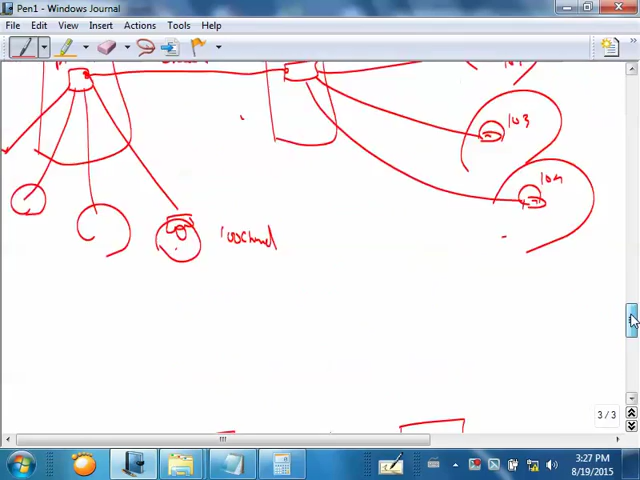 Pen1 - Windows Journal
File Edit View Insert Actions Tools Help
103
104
3 / 3
3:27 PM
8/19/2015